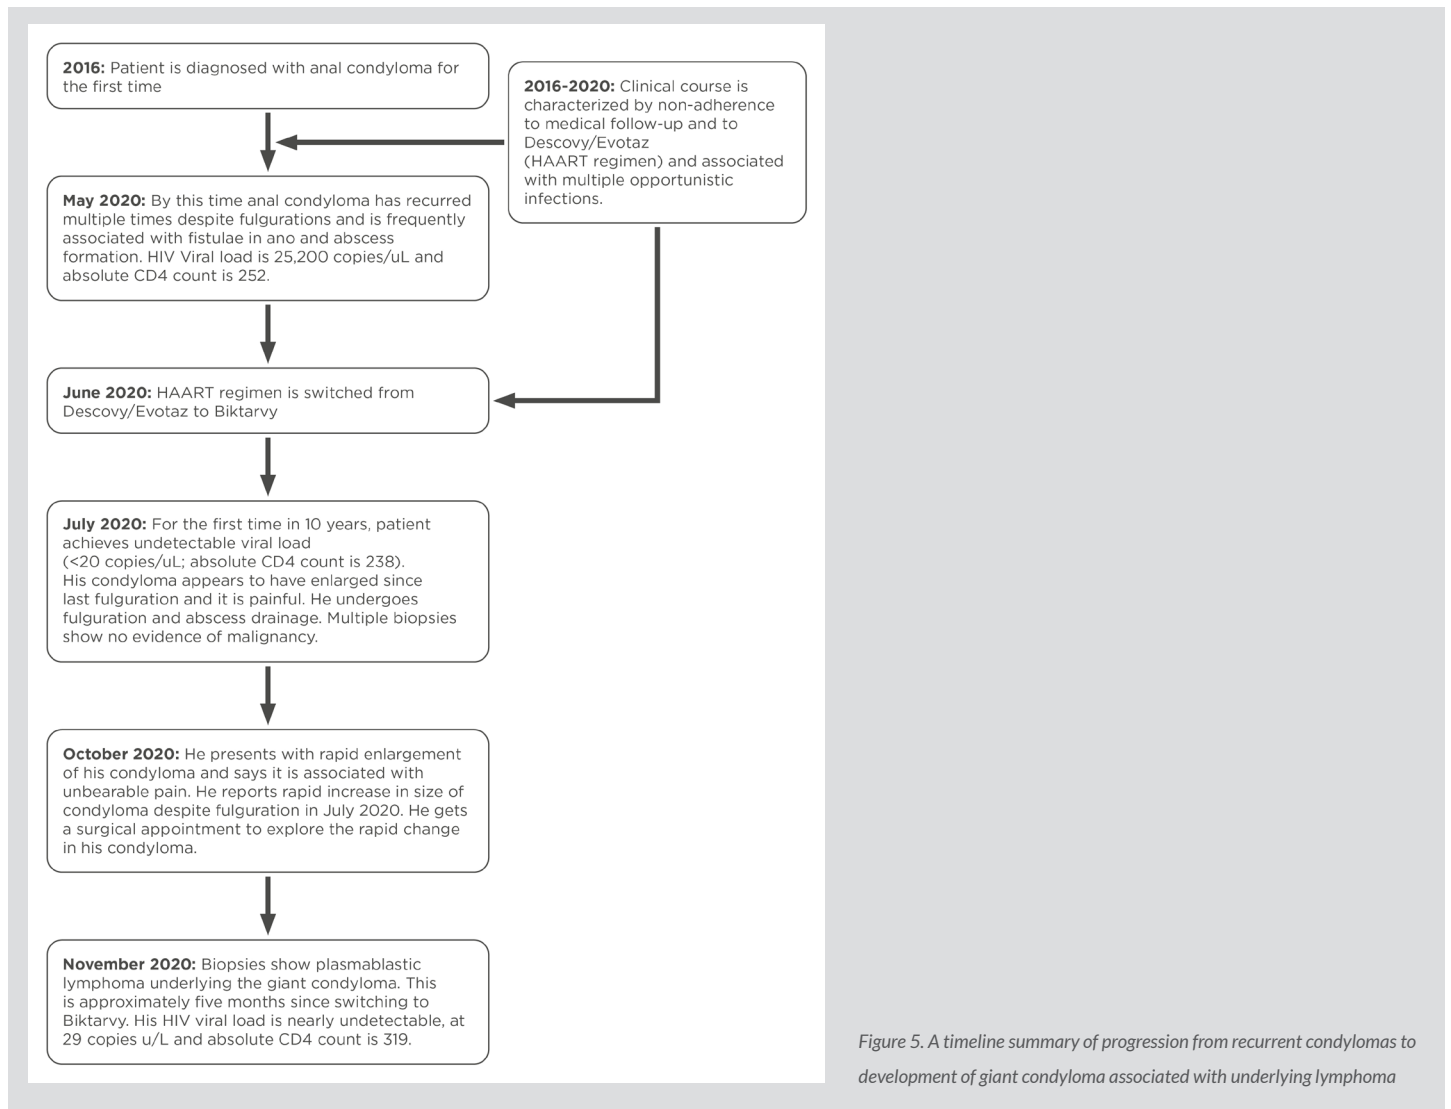 2016: Patient is diagnosed with anal condyloma for
the first time
2016-2020: Clinical course is
characterized by non-adherence
to medical follow-up and to
Descovy/Evotaz
(HAART regimen) and associated
with multiple opportunistic
infections.
May 2020: By this time anal condyloma has recurred
multiple times despite fulgurations and is frequently
associated with fistulae in ano and abscess
formation. HIV Viral load is 25,200 copies/uL and
absolute CD4 count is 252.
June 2020: HAART regimen is switched from
Descovy/Evotaz to Biktarvy
July 2020: For the first time in 10 years, patient
achieves undetectable viral load
(<20 copies/uL; absolute CD4 count is 238).
His condyloma appears to have enlarged since
last fulguration and it is painful. He undergoes
fulguration and abscess drainage. Multiple biopsies
show no evidence of malignancy.
October 2020: He presents with rapid enlargement
of his condyloma and says it is associated with
unbearable pain. He reports rapid increase in size of
condyloma despite fulguration in July 2020. He gets
a surgical appointment to explore the rapid change
in his condyloma.
November 2020: Biopsies show plasmablastic
lymphoma underlying the giant condyloma. This
is approximately five months since switching to
Biktarvy. His HIV viral load is nearly undetectable, at
29 copies u/L and absolute CD4 count is 319.
Figure 5. A timeline summary of progression from recurrent condylomas to
development of giant condyloma associated with underlying lymphoma